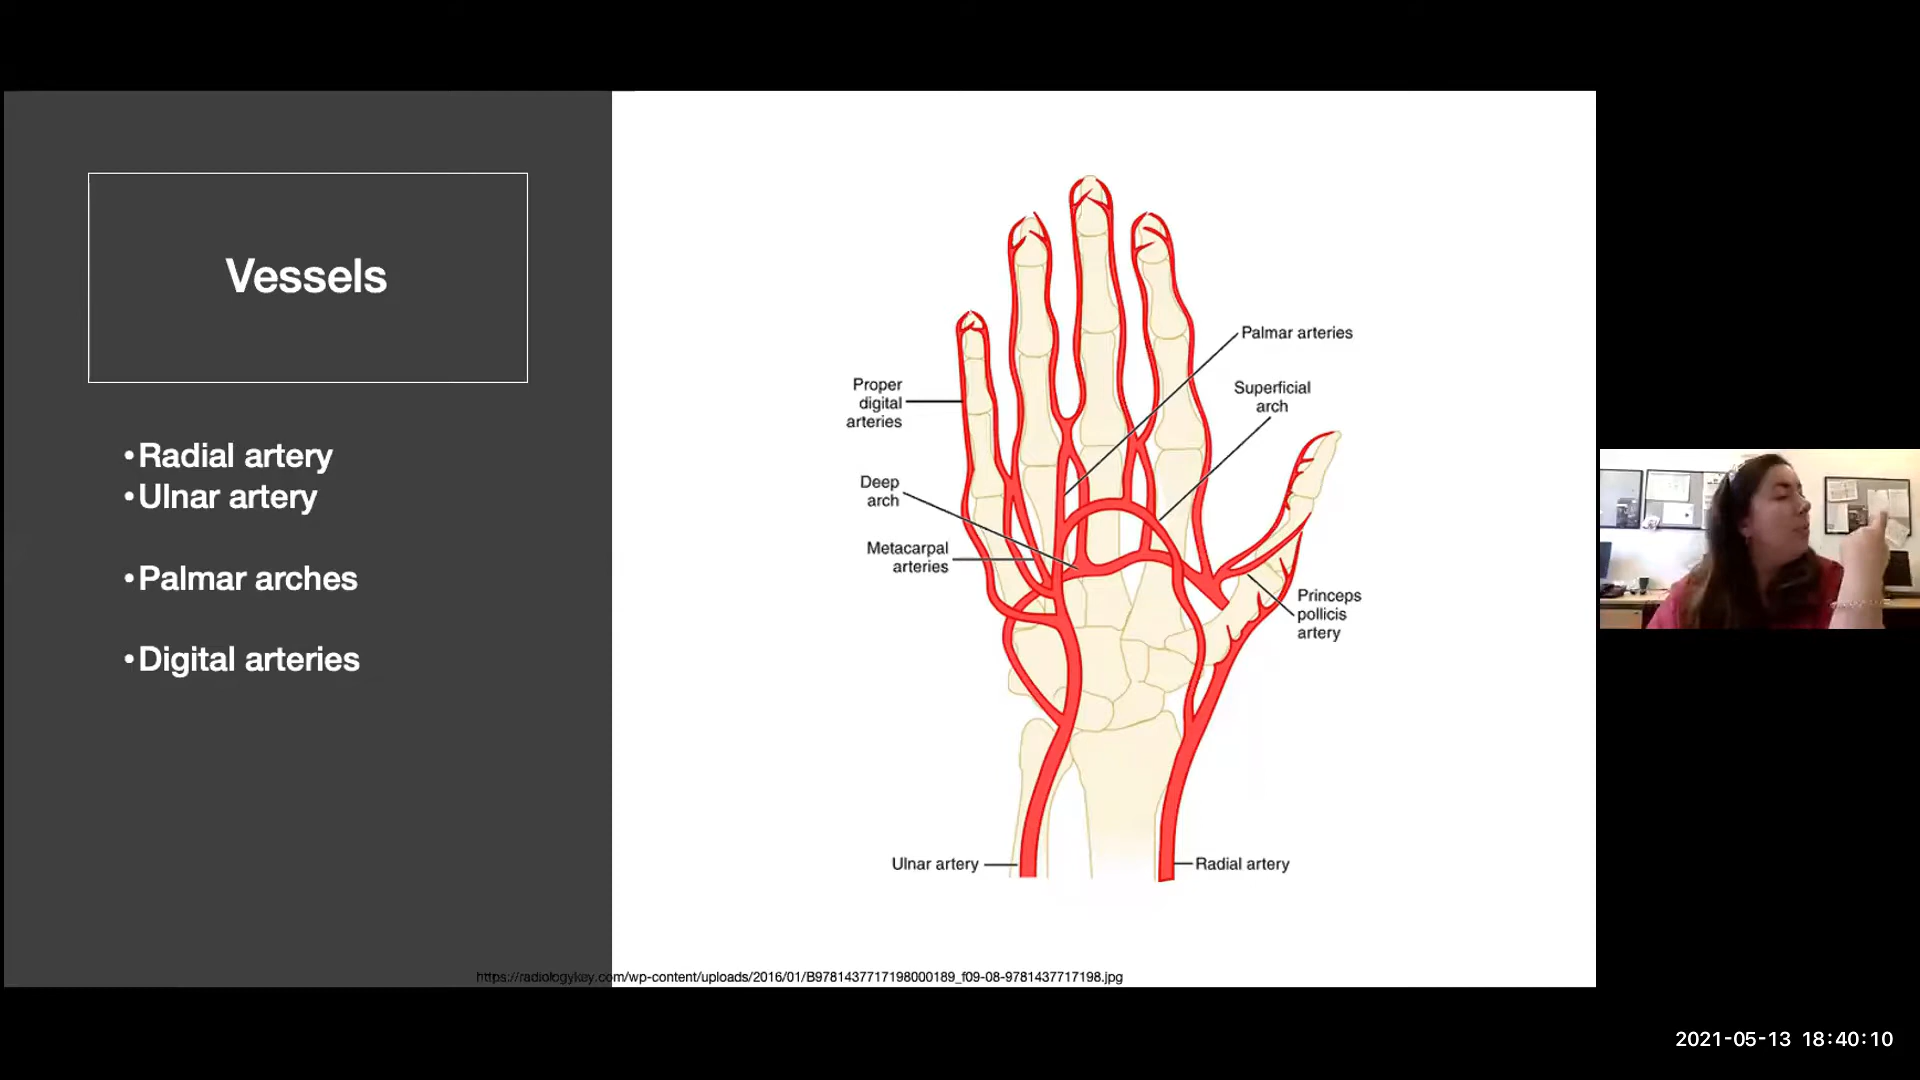 Vessels
•Radial artery
•Ulnar artery
•Palmar arches
•Digital arteries
Palmar arteries
Superficial
arch
Proper
digital
arteries
Deep
arch
Metacarpal
arteries
Princeps
pollicis
artery
Ulnar artery
Radial artery
https://radiologykey.com/wp-content/uploads/2016/01/B9781437717198000189_f09-08-9781437717198.jpg
2021-05-13 18:40:10